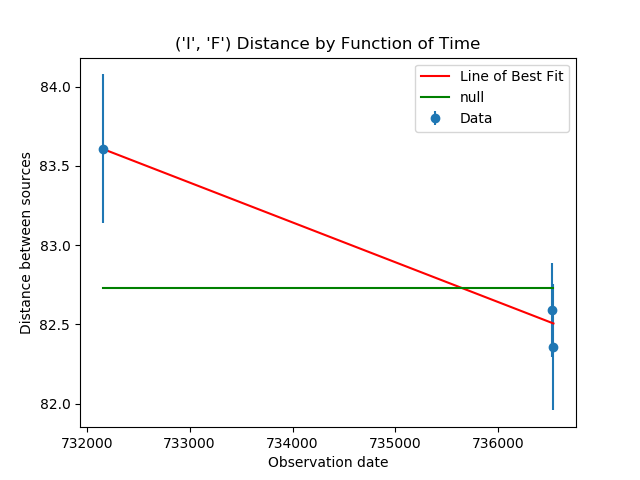 ('I', 'F') Distance by Function of Time
Line of Best Fit
null
Data
84.0
83.5
83.0
82.5
82.0
Distance between sources
732000
733000
734000
735000
736000
Observation date